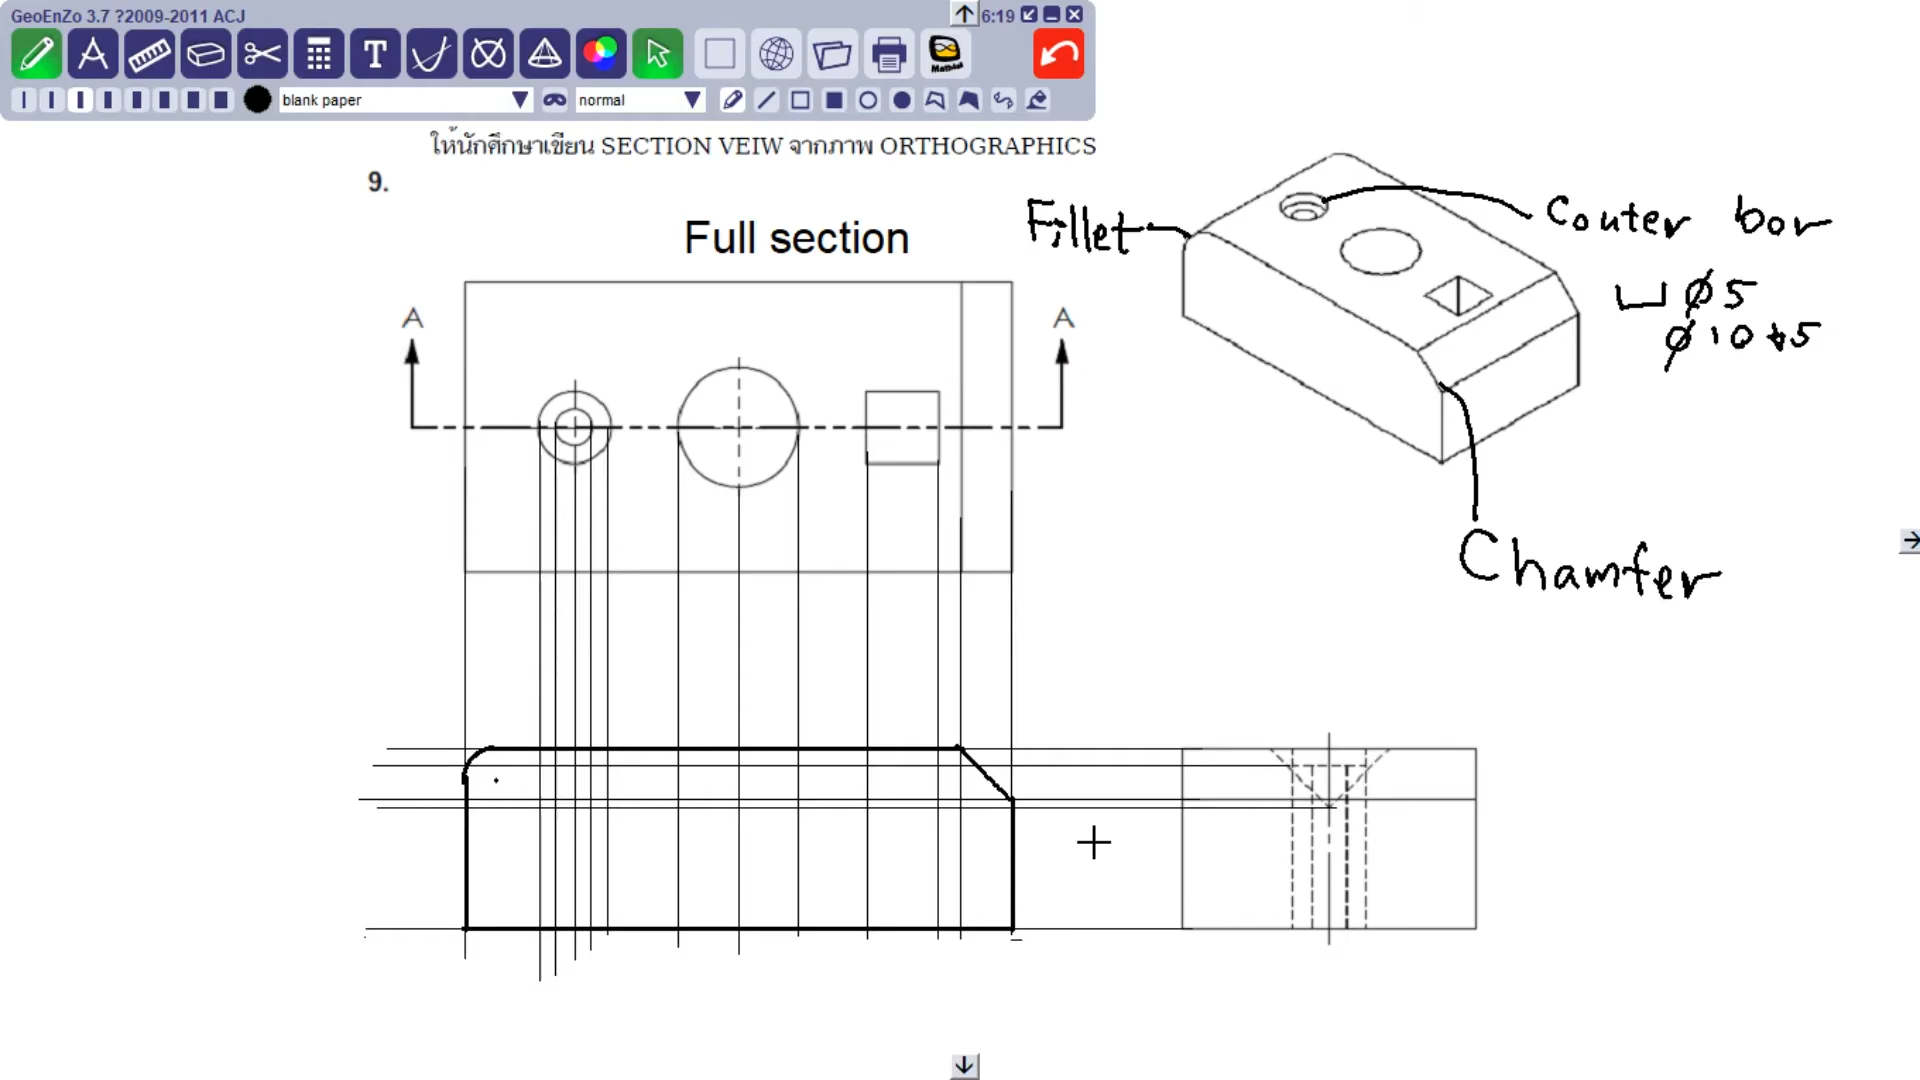 GeoEnZo 3.7 ?2009-2011 ACJ
6:19
T
MathIsI
blank paper
normal
ให้นักศึกษาเขียน SECTION VEIW จากภาพ ORTHOGRAPHICS
9.
Full section
Fillet
Couter bor
⌴ ø5
ø10*5
A A
Chamfer